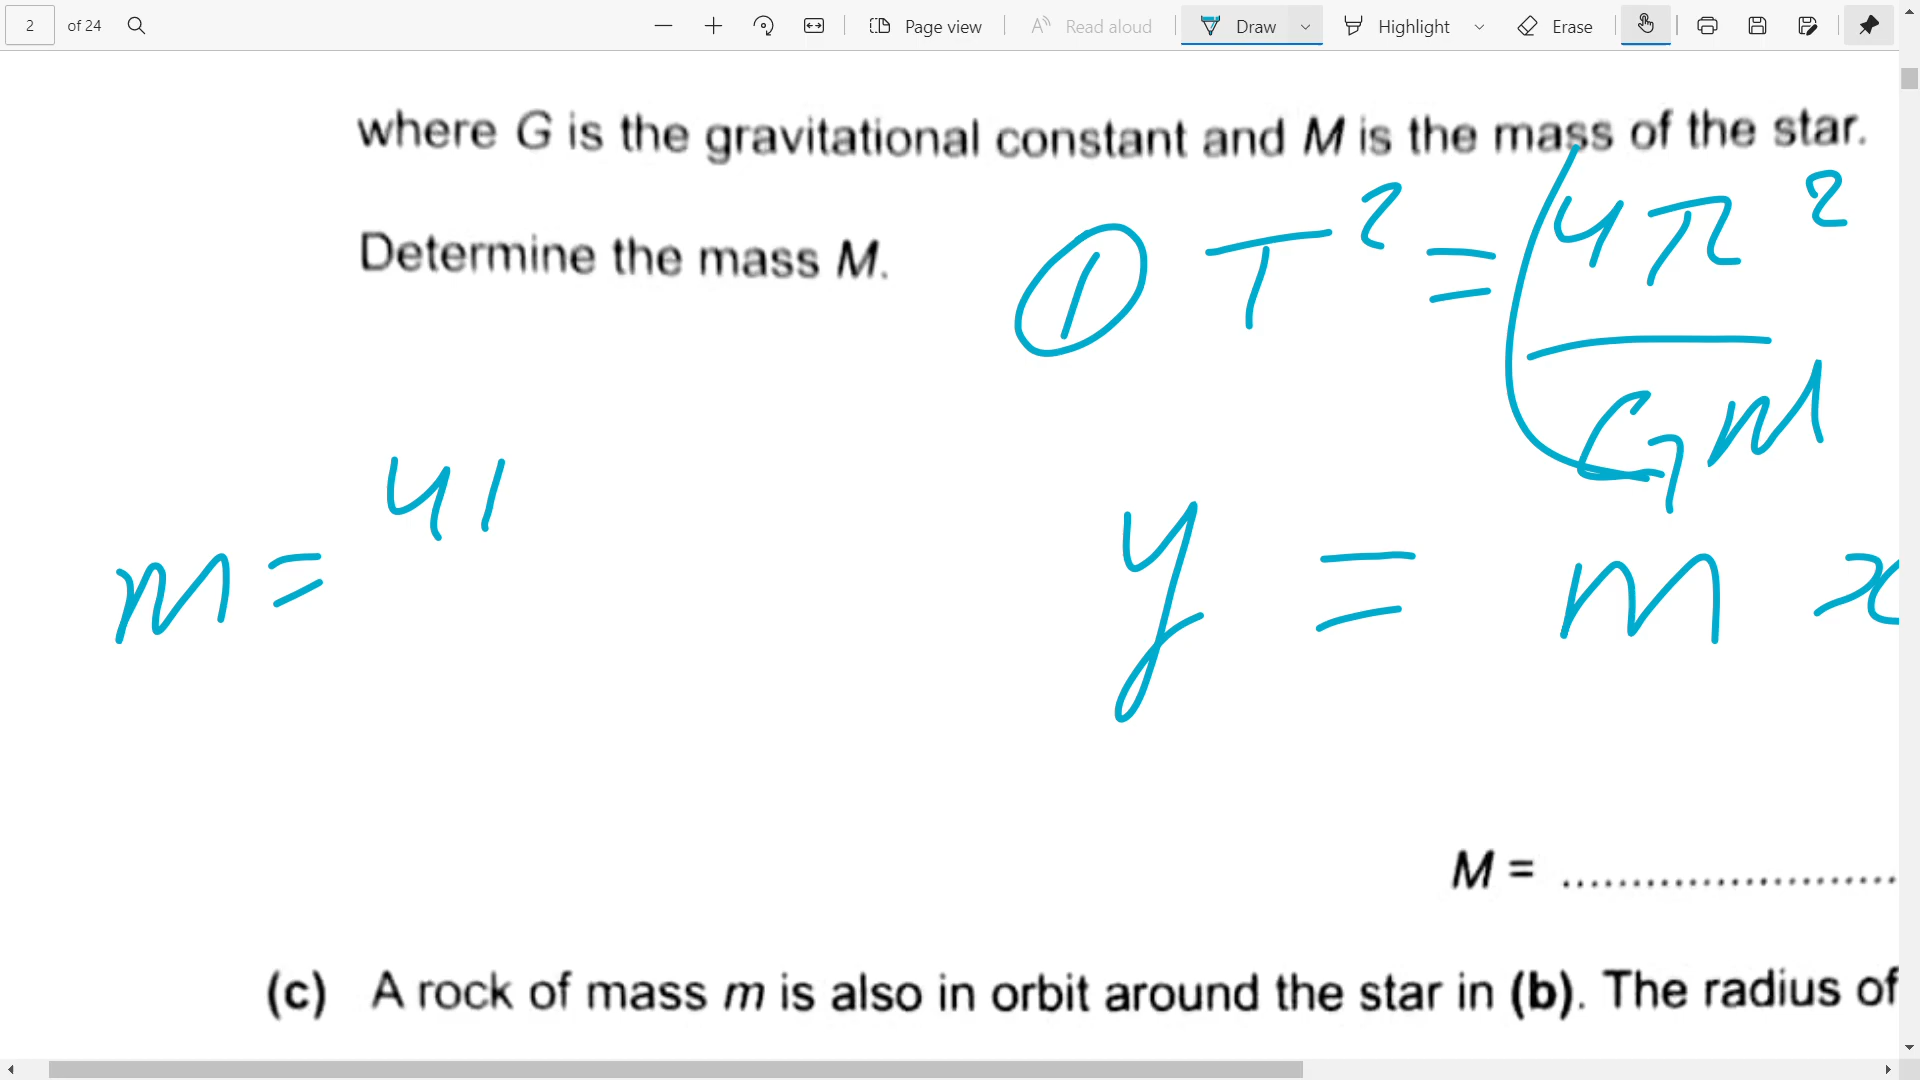 2 of 24 Page view Read aloud Draw Highlight Erase
where G is the gravitational constant and M is the mass of the star.
Determine the mass M.
① T² = (4π²
GM
m = 4 1
y = m x
M = ........................
(c) A rock of mass m is also in orbit around the star in (b). The radius of